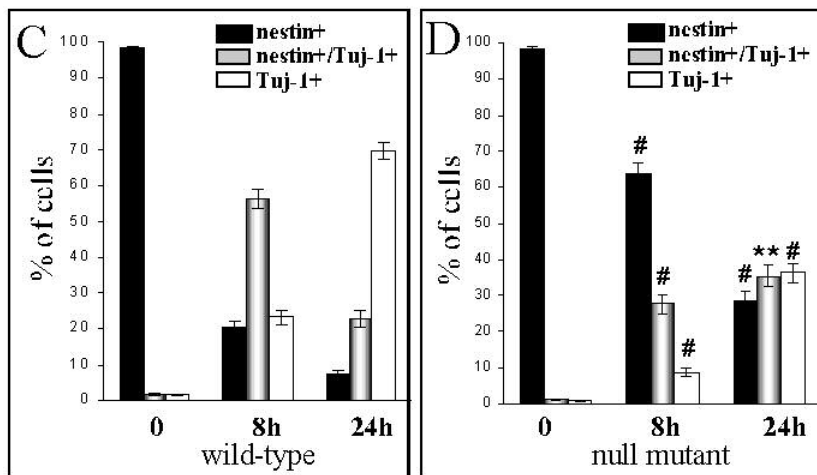 C
nestin+
nestin+/Tuj-1+
Tuj-1+
% of cells
100
90
80
70
60
50
40
30
20
10
0
0 8h 24h
wild-type
D
nestin+
nestin+/Tuj-1+
Tuj-1+
% of cells
100
90
80
70
60
50
40
30
20
10
0
#
#
#
# ** #
0 8h 24h
null mutant